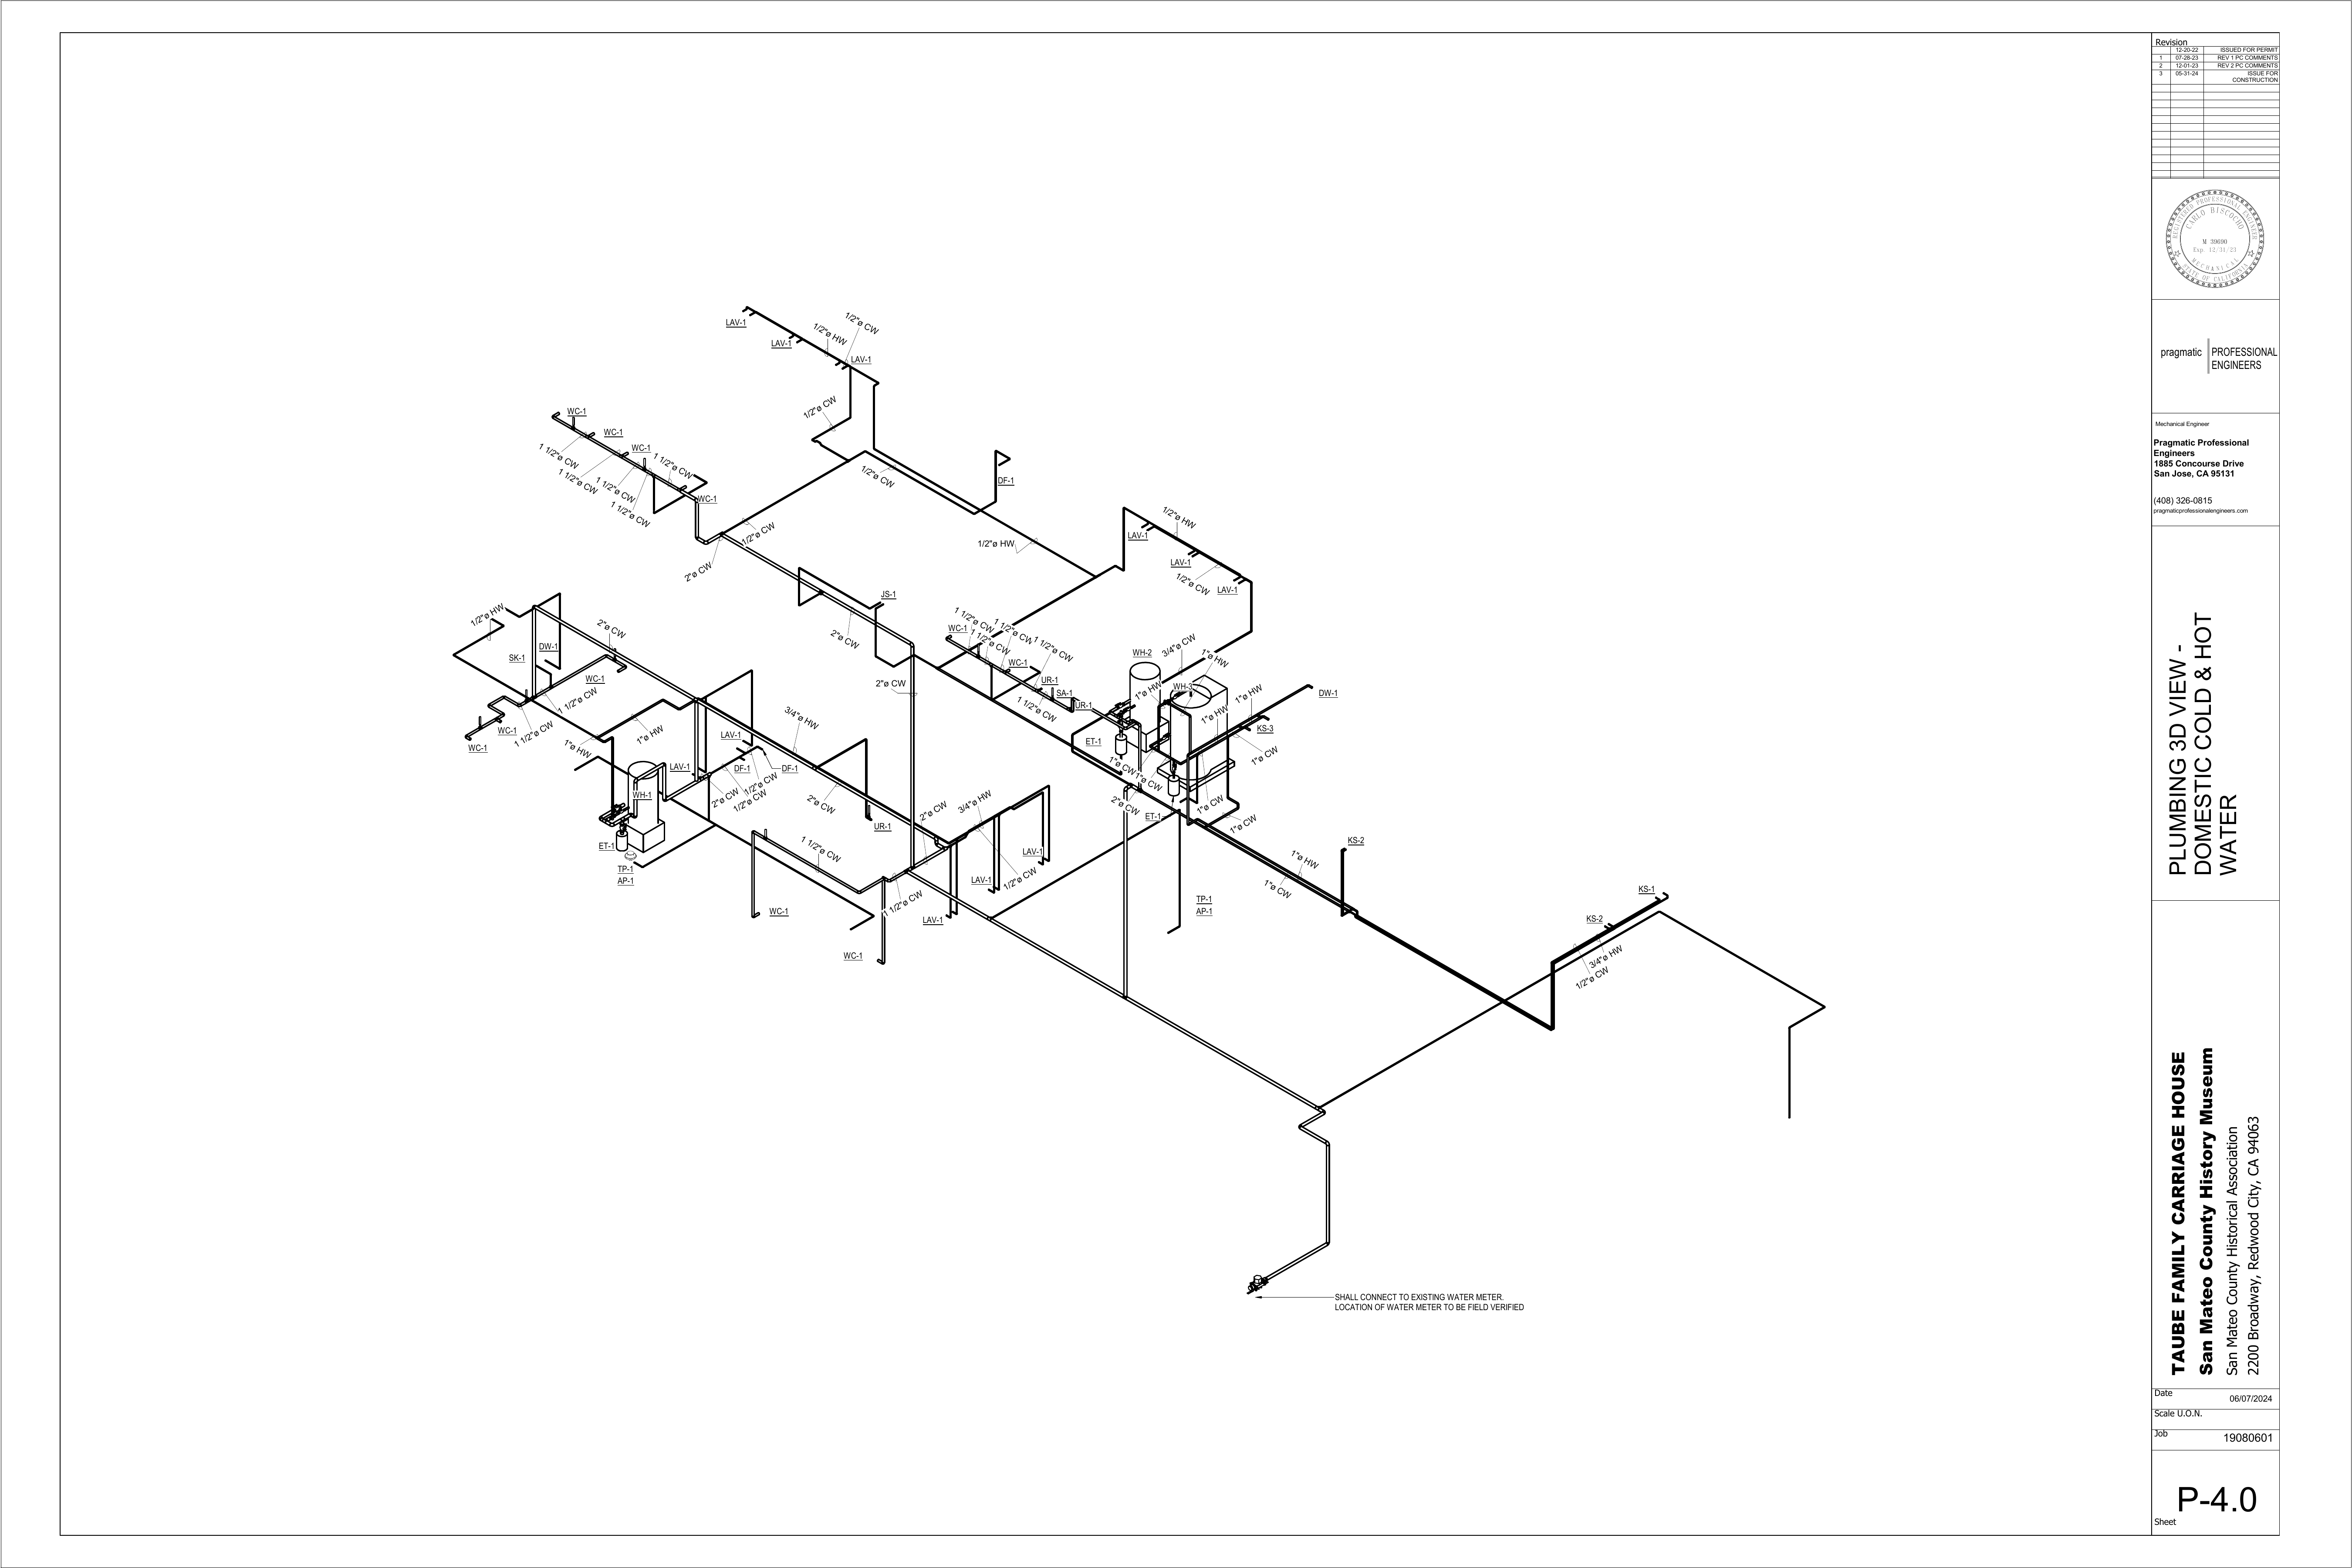 LAV-1
LAV-1
LAV-1
1/2"ø HW
1/2"ø CW
1/2"ø CW
WC-1
WC-1
WC-1
WC-1
1 1/2"ø CW
1 1/2"ø CW
1 1/2"ø CW
1 1/2"ø CW
1 1/2"ø CW
1/2"ø CW
DF-1
1/2"ø CW
2"ø CW
1/2"ø HW
1/2"ø HW
LAV-1
LAV-1
LAV-1
1/2"ø CW
JS-1
2"ø CW
1/2"ø HW
2"ø CW
DW-1
SK-1
WC-1
1 1/2"ø CW
WC-1
WC-1
1 1/2"ø CW
1 1/2"ø CW
1 1/2"ø CW
1 1/2"ø CW
1 1/2"ø CW
WC-1
WC-1
UR-1
SA-1
UR-1
1 1/2"ø CW
WH-2
3/4"ø CW
1"ø HW
WH-3
1"ø HW
1"ø HW
1"ø HW
DW-1
KS-3
1"ø CW
ET-1
1"ø CW
1"ø CW
2"ø CW
1"ø CW
ET-1
1"ø CW
2"ø CW
1"ø HW
1"ø HW
3/4"ø HW
LAV-1
LAV-1
DF-1
DF-1
2"ø CW
1/2"ø CW
1/2"ø CW
WH-1
ET-1
TP-1
AP-1
2"ø CW
UR-1
2"ø CW
3/4"ø HW
1 1/2"ø CW
LAV-1
LAV-1
1/2"ø CW
LAV-1
1 1/2"ø CW
WC-1
WC-1
TP-1
AP-1
KS-2
1"ø HW
1"ø CW
KS-1
KS-2
3/4"ø HW
1/2"ø CW
SHALL CONNECT TO EXISTING WATER METER.
LOCATION OF WATER METER TO BE FIELD VERIFIED
Revision
12-20-22 ISSUED FOR PERMIT
1 07-28-23 REV 1 PC COMMENTS
2 12-01-23 REV 2 PC COMMENTS
3 05-31-24 ISSUE FOR
CONSTRUCTION
REGISTERED PROFESSIONAL ENGINEER
CARLO BISCOCHO
M 39690
Exp. 12/31/23
MECHANICAL
STATE OF CALIFORNIA
pragmatic PROFESSIONAL
ENGINEERS
Mechanical Engineer
Pragmatic Professional
Engineers
1885 Concourse Drive
San Jose, CA 95131
(408) 326-0815
pragmaticprofessionalengineers.com
PLUMBING 3D VIEW -
DOMESTIC COLD & HOT
WATER
TAUBE FAMILY CARRIAGE HOUSE
San Mateo County History Museum
San Mateo County Historical Association
2200 Broadway, Redwood City, CA 94063
Date
06/07/2024
Scale U.O.N.
Job
19080601
P-4.0
Sheet